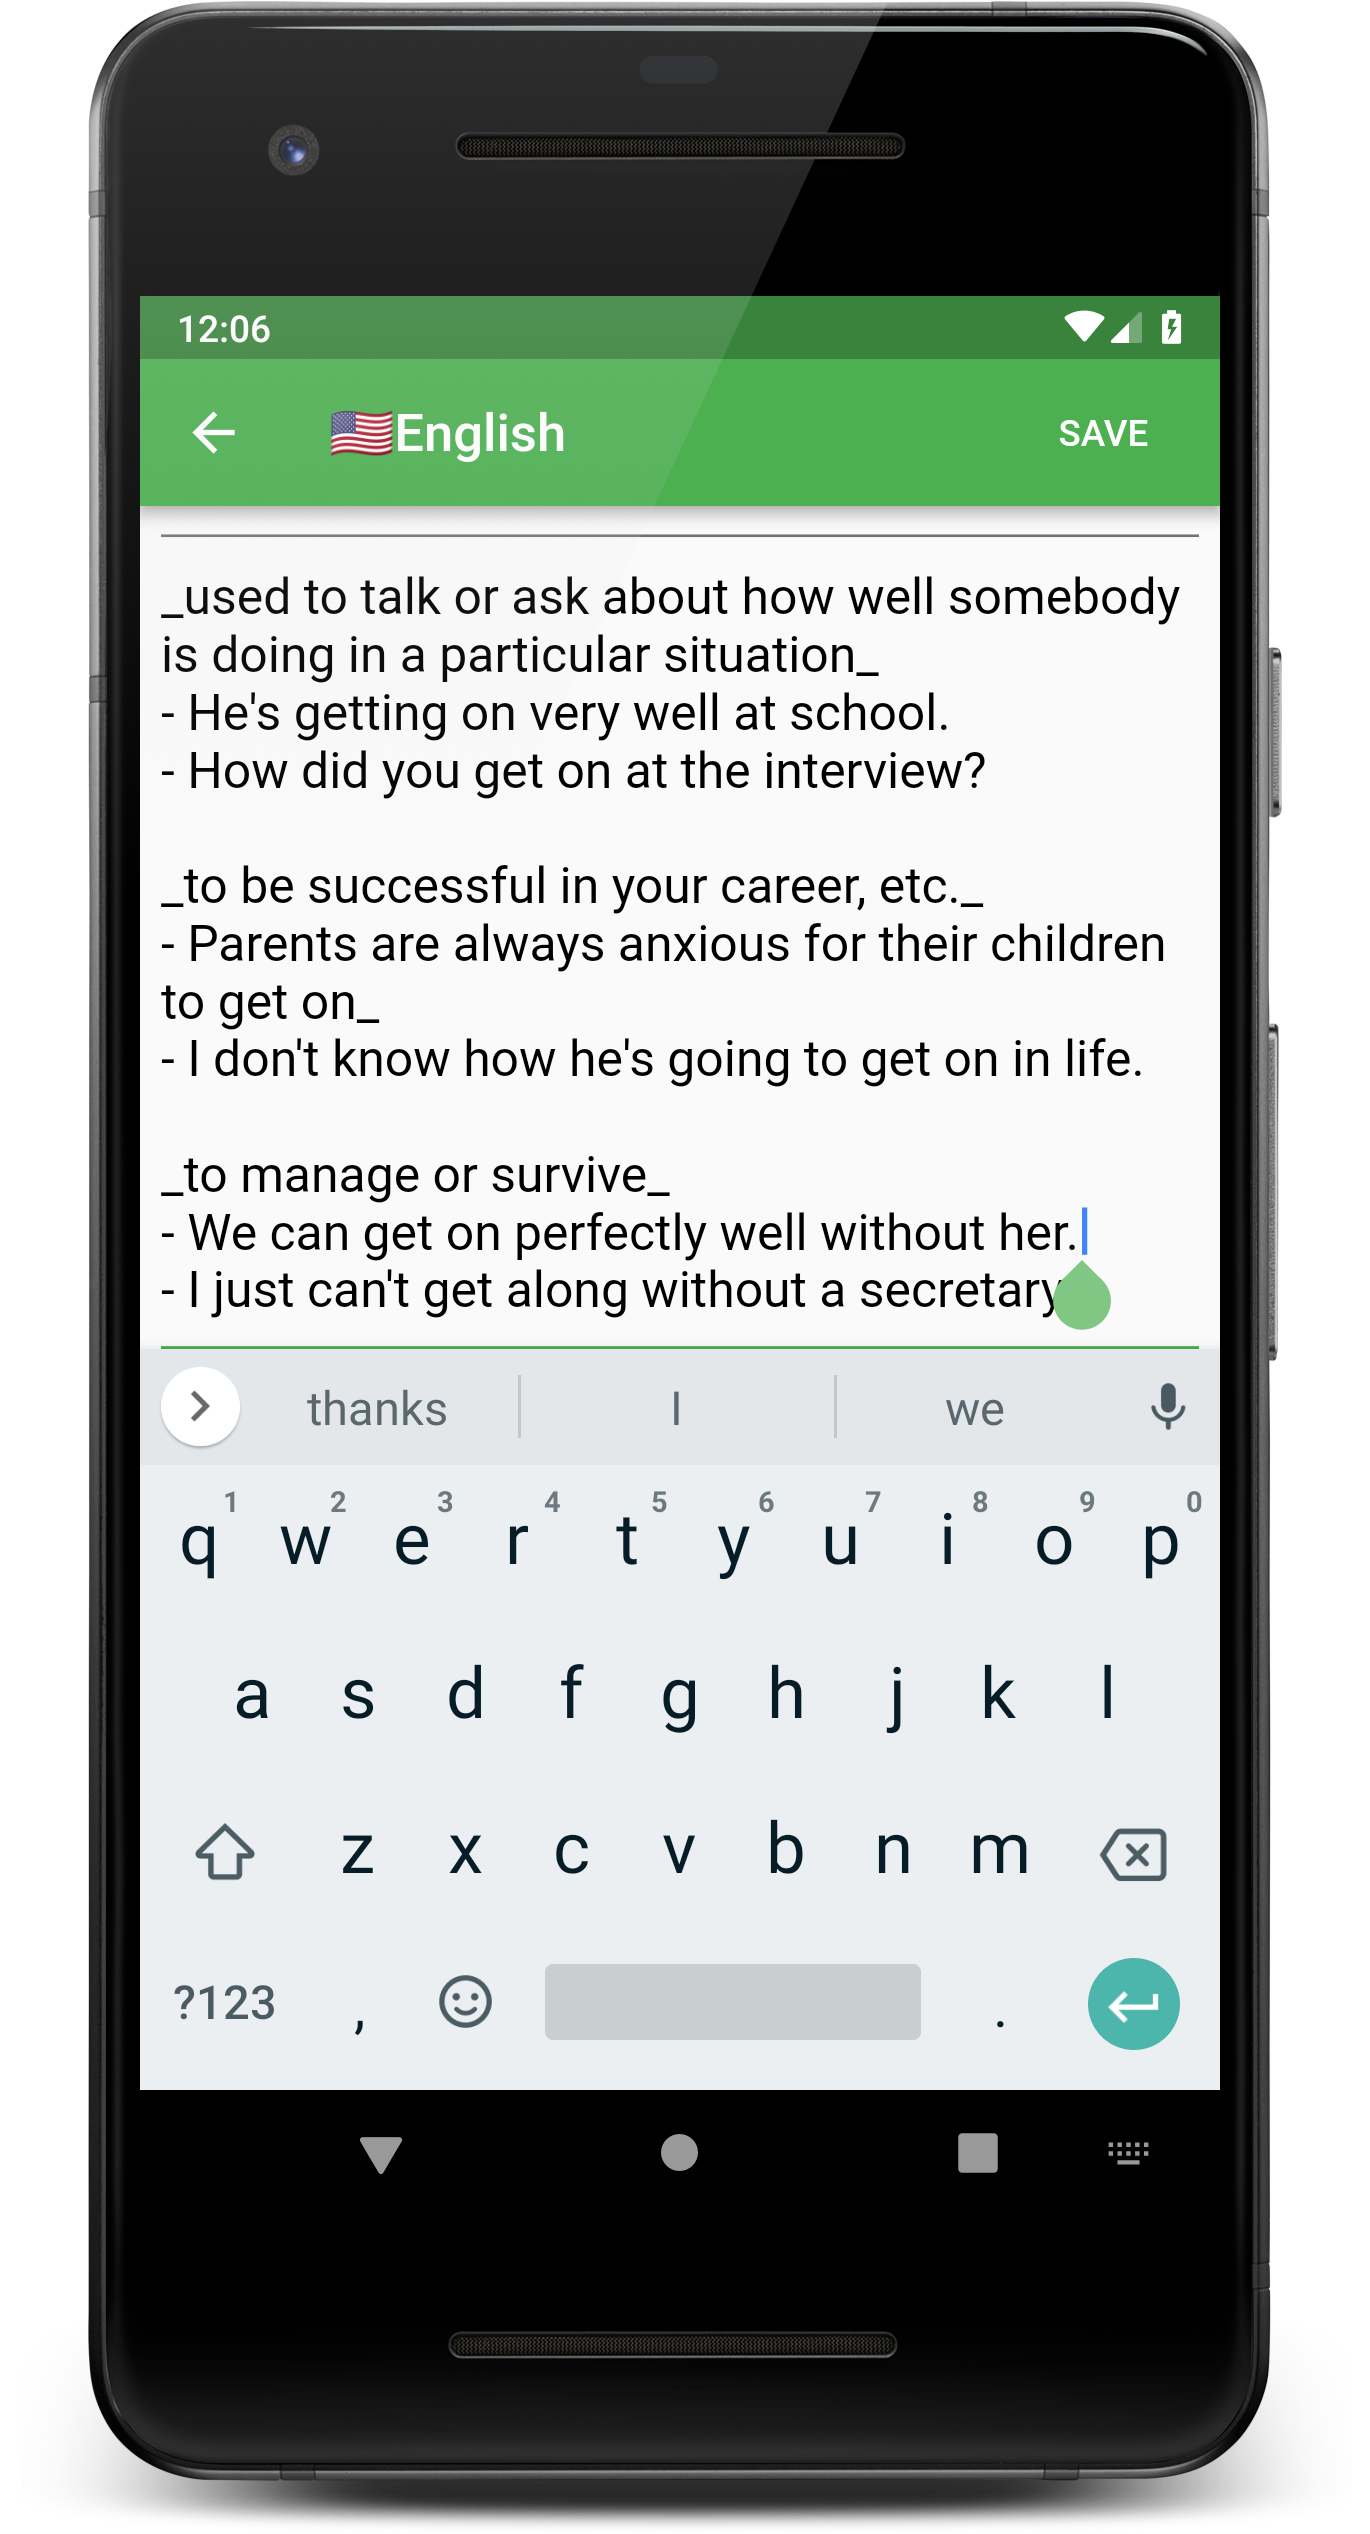 12:06
🇺🇸English SAVE
_used to talk or ask about how well somebody
is doing in a particular situation_
- He's getting on very well at school.
- How did you get on at the interview?
_to be successful in your career, etc._
- Parents are always anxious for their children
to get on_
- I don't know how he's going to get on in life.
_to manage or survive_
- We can get on perfectly well without her.
- I just can't get along without a secretary
thanks I we
1 2 3 4 5 6 7 8 9 0
q w e r t y u i o p
a s d f g h j k l
z x c v b n m
?123 , .